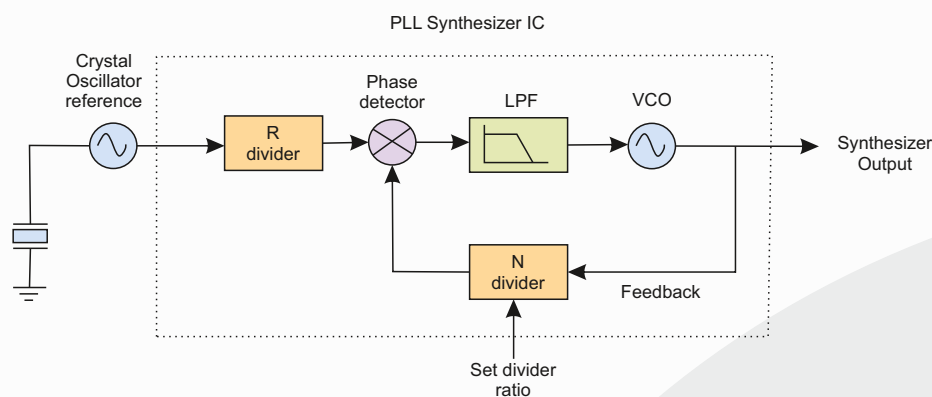 PLL Synthesizer IC
Crystal
Oscillator
reference
Phase
detector
LPF
VCO
R
divider
Synthesizer
Output
N
divider
Feedback
Set divider
ratio